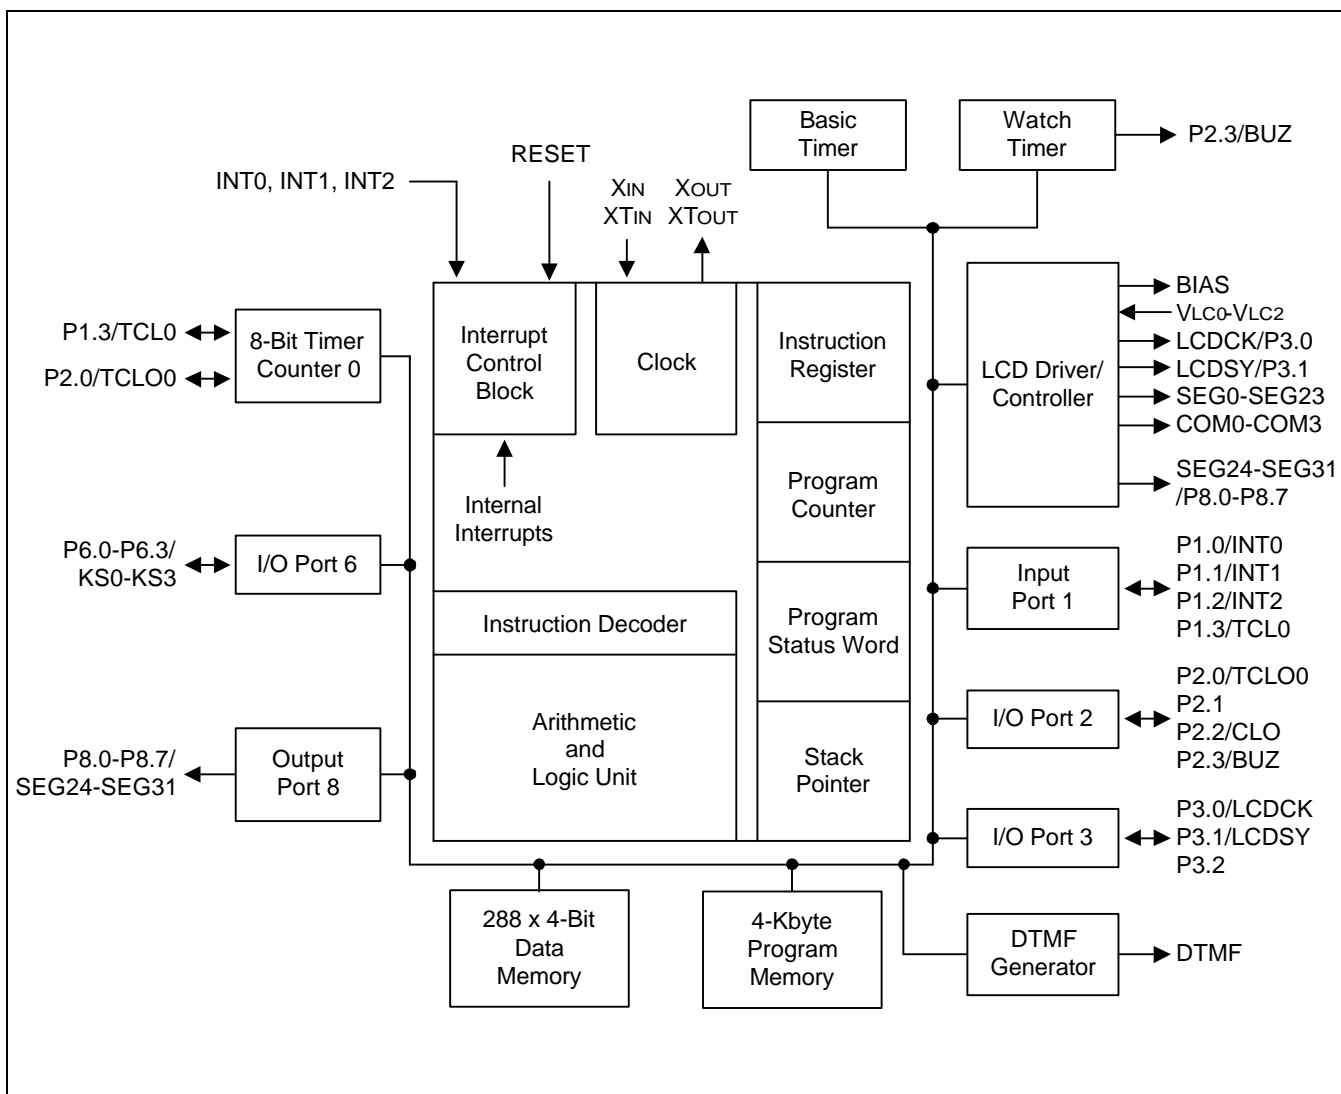 Basic
Timer
Watch
Timer
P2.3/BUZ
RESET
INT0, INT1, INT2
XIN
XTIN
XOUT
XTOUT
P1.3/TCL0
P2.0/TCLO0
8-Bit Timer
Counter 0
Interrupt
Control
Block
Clock
Instruction
Register
LCD Driver/
Controller
BIAS
VLC0-VLC2
LCDCK/P3.0
LCDSY/P3.1
SEG0-SEG23
COM0-COM3
SEG24-SEG31
/P8.0-P8.7
Internal
Interrupts
Program
Counter
P6.0-P6.3/
KS0-KS3
I/O Port 6
Input
Port 1
P1.0/INT0
P1.1/INT1
P1.2/INT2
P1.3/TCL0
Instruction Decoder
Program
Status Word
I/O Port 2
P2.0/TCLO0
P2.1
P2.2/CLO
P2.3/BUZ
P8.0-P8.7/
SEG24-SEG31
Output
Port 8
Arithmetic
and
Logic Unit
Stack
Pointer
I/O Port 3
P3.0/LCDCK
P3.1/LCDSY
P3.2
288 x 4-Bit
Data
Memory
4-Kbyte
Program
Memory
DTMF
Generator
DTMF